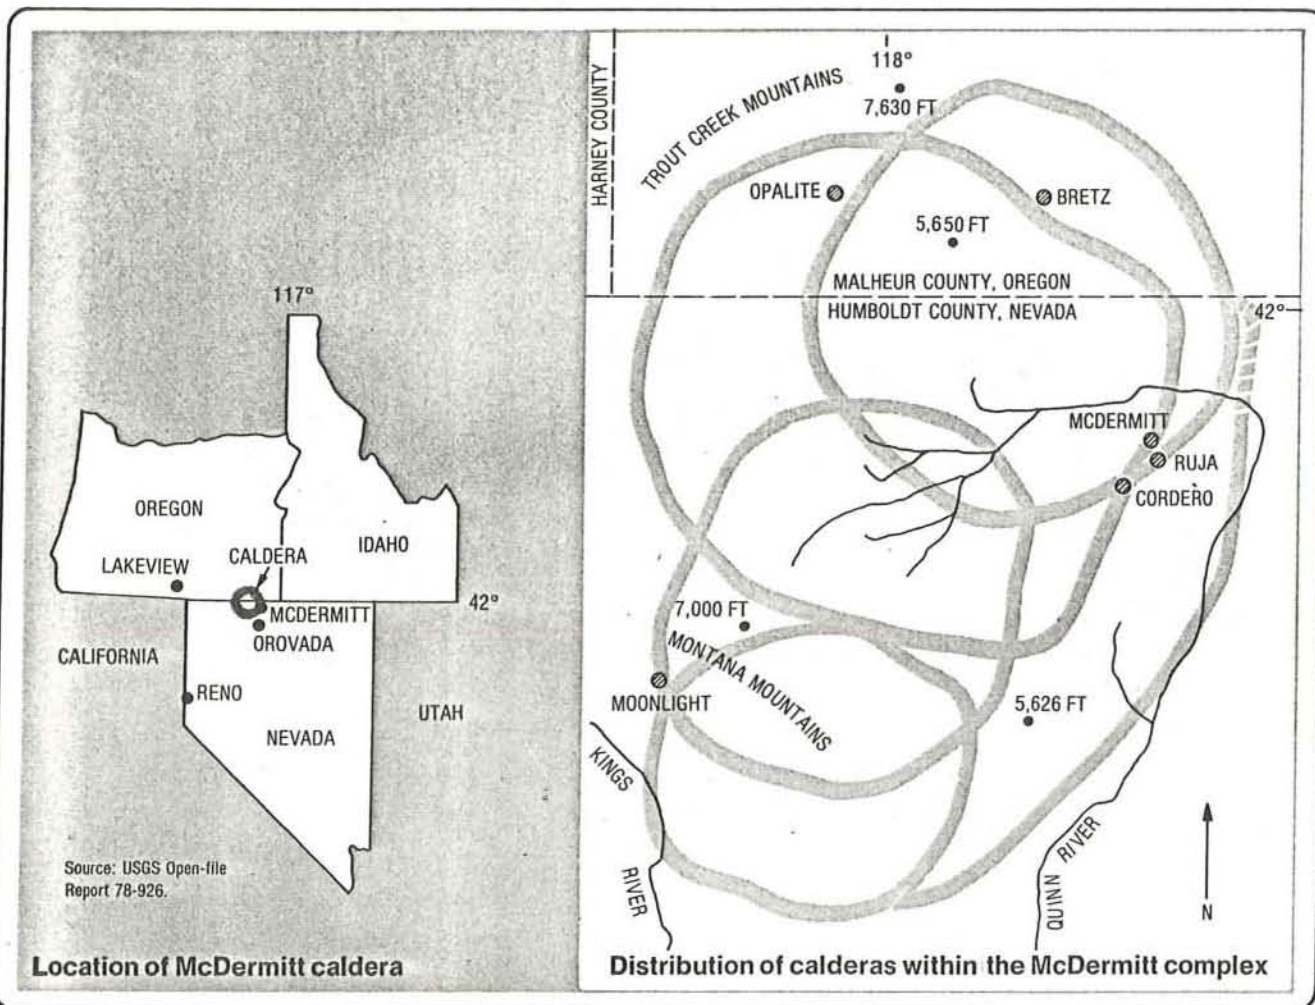 117°
OREGON
IDAHO
LAKEVIEW
CALDERA
42°
MCDERMITT
OROVADA
CALIFORNIA
RENO
UTAH
NEVADA
Source: USGS Open-file
Report 78-926.
Location of McDermitt caldera
HARNEY COUNTY
TROUT CREEK MOUNTAINS
118°
7,630 FT
OPALITE
BRETZ
5,650 FT
MALHEUR COUNTY, OREGON
HUMBOLDT COUNTY, NEVADA
42°
MCDERMITT
RUJA
CORDERO
7,000 FT
MONTANA MOUNTAINS
MOONLIGHT
5,626 FT
KINGS
RIVER
QUINN
RIVER
N
Distribution of calderas within the McDermitt complex